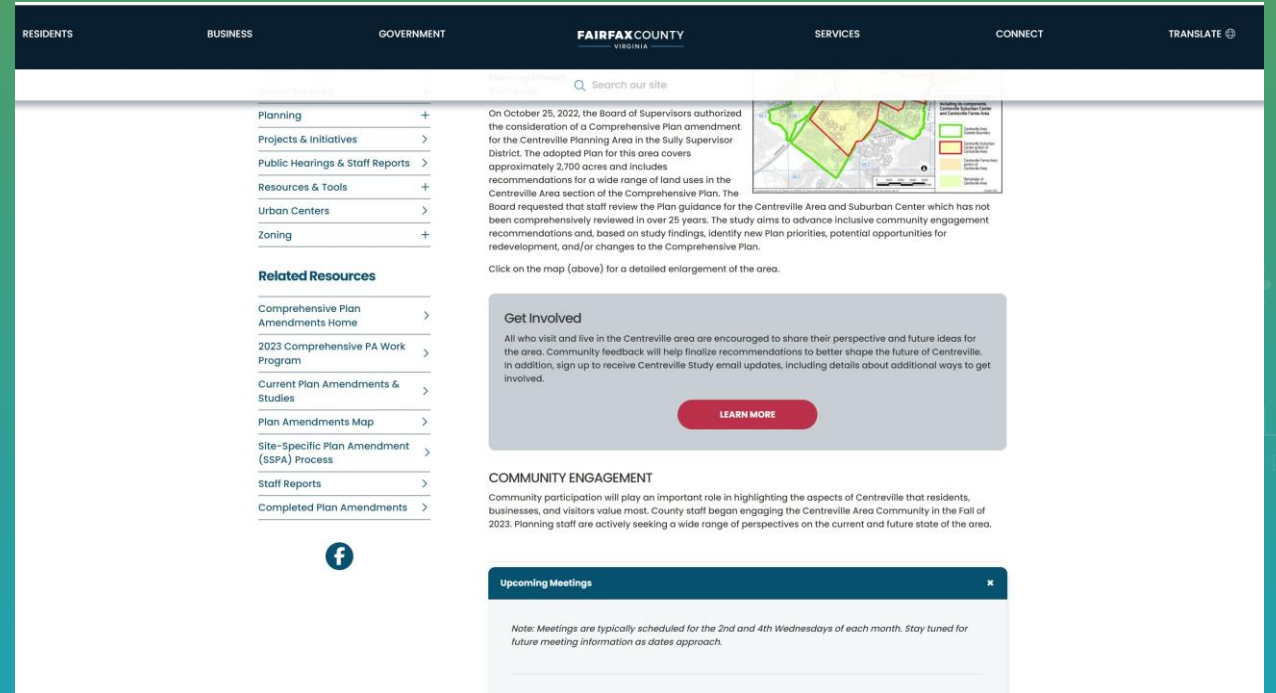 RESIDENTS
BUSINESS
GOVERNMENT
FAIRFAXCOUNTY
VIRGINIA
SERVICES
CONNECT
TRANSLATE
Search our site
Planning +
Projects & Initiatives >
Public Hearings & Staff Reports >
Resources & Tools +
Urban Centers >
Zoning +
Related Resources
Comprehensive Plan
Amendments Home >
2023 Comprehensive PA Work
Program >
Current Plan Amendments &
Studies >
Plan Amendments Map >
Site-Specific Plan Amendment
(SSPA) Process >
Staff Reports >
Completed Plan Amendments >
On October 25, 2022, the Board of Supervisors authorized
the consideration of a Comprehensive Plan amendment
for the Centreville Planning Area in the Sully Supervisor
District. The adopted Plan for this area covers
approximately 2,700 acres and includes
recommendations for a wide range of land uses in the
Centreville Area section of the Comprehensive Plan. The
Board requested that staff review the Plan guidance for the Centreville Area and Suburban Center which has not
been comprehensively reviewed in over 25 years. The study aims to advance inclusive community engagement
recommendations and, based on study findings, identify new Plan priorities, potential opportunities for
redevelopment, and/or changes to the Comprehensive Plan.
Click on the map (above) for a detailed enlargement of the area.
Get Involved
All who visit and live in the Centreville area are encouraged to share their perspective and future ideas for
the area. Community feedback will help finalize recommendations to better shape the future of Centreville.
In addition, sign up to receive Centreville Study email updates, including details about additional ways to get
involved.
LEARN MORE
COMMUNITY ENGAGEMENT
Community participation will play an important role in highlighting the aspects of Centreville that residents,
businesses, and visitors value most. County staff began engaging the Centreville Area Community in the Fall of
2023. Planning staff are actively seeking a wide range of perspectives on the current and future state of the area.
Upcoming Meetings
Note: Meetings are typically scheduled for the 2nd and 4th Wednesdays of each month. Stay tuned for
future meeting information as dates approach.